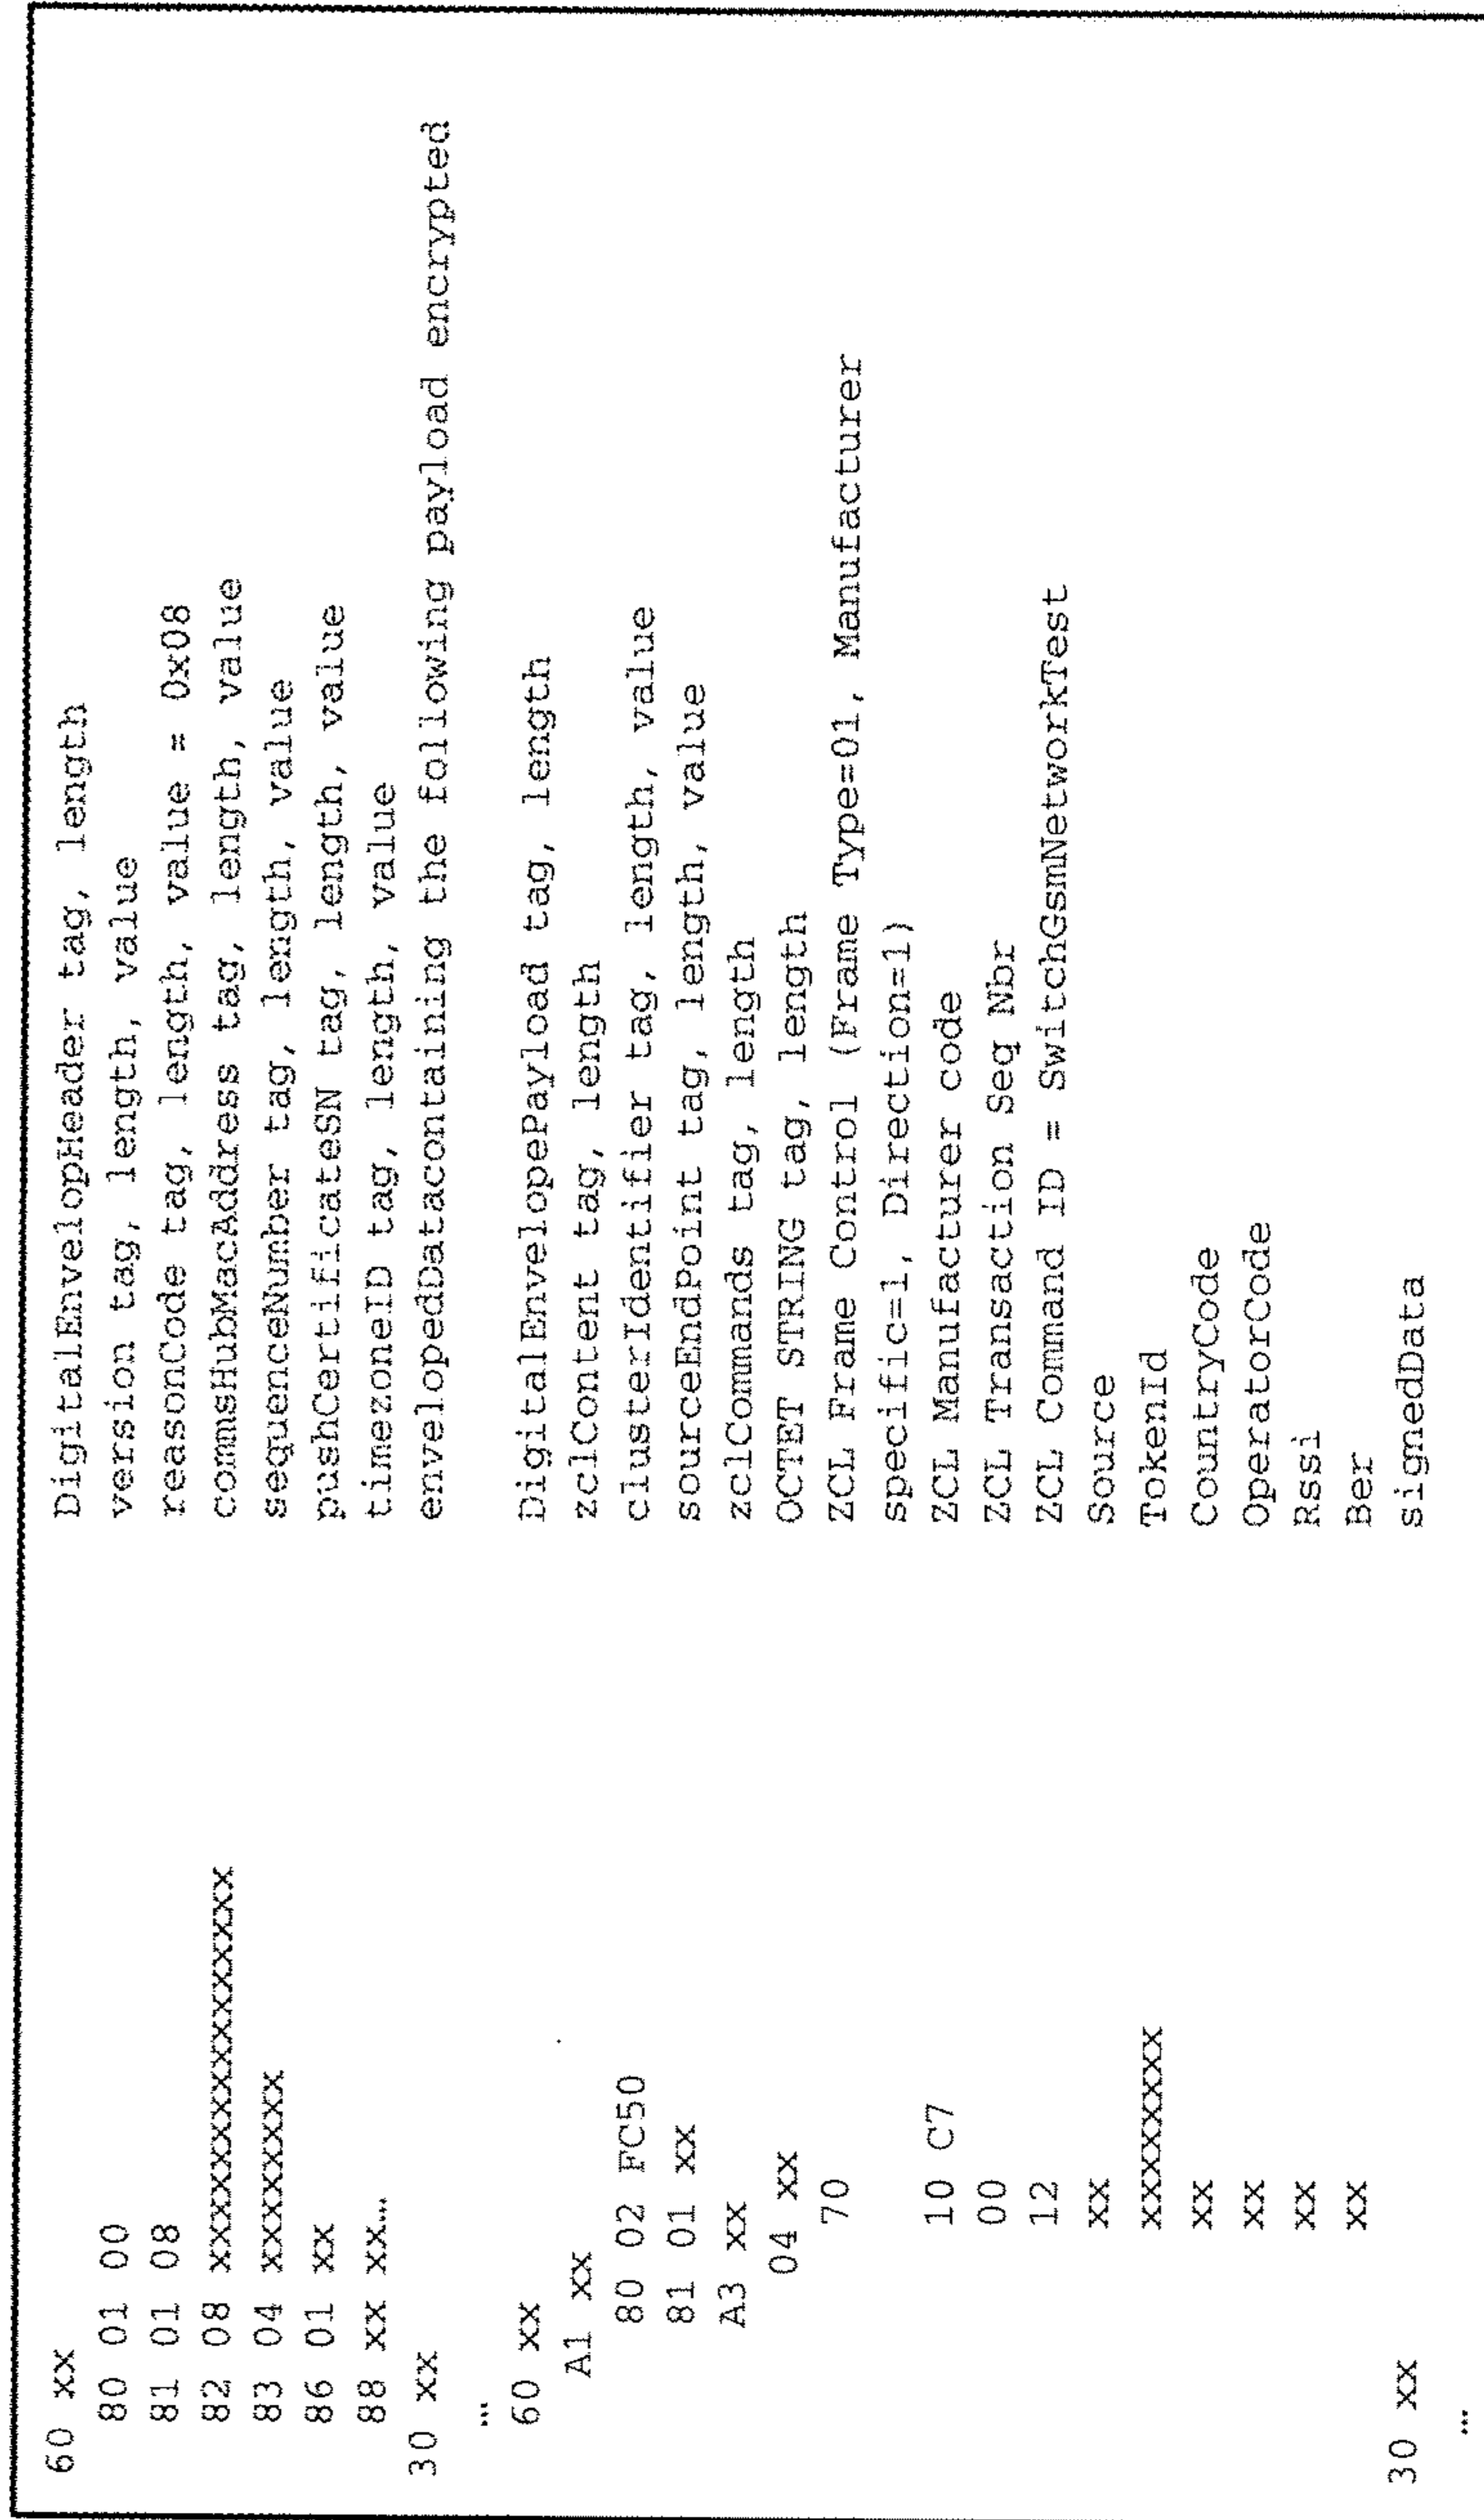 60 xx DigitalEnvelopHeader tag, length
80 01 00 version tag, length, value
81 01 08 reasonCode tag, length, value = 0x08
82 08 xxxxxxxxxxxxxxxx commsHubMacAddress tag, length, value
83 04 xxxxxxxx sequenceNumber tag, length, value
86 01 xx pushCertificateSN tag, length, value
88 xx xx… timezoneID tag, length, value
30 xx envelopedDatacontaining the following payload encrypted
…
60 xx DigitalEnvelopePayload tag, length
A1 xx zclContent tag, length
80 02 FC50 clusterIdentifier tag, length, value
81 01 xx sourceEndPoint tag, length, value
A3 xx zclCommands tag, length
04 xx OCTET STRING tag, length
70 ZCL Frame Control (Frame Type=01, Manufacturer
specific=1, Direction=1)
10 C7 ZCL Manufacturer code
00 ZCL Transaction Seq Nbr
12 ZCL Command ID = SwitchGsmNetworkTest
xx Source
xxxxxxxx TokenId
xx CountryCode
xx OperatorCode
xx Rssi
xx Ber
30 xx signedData
…